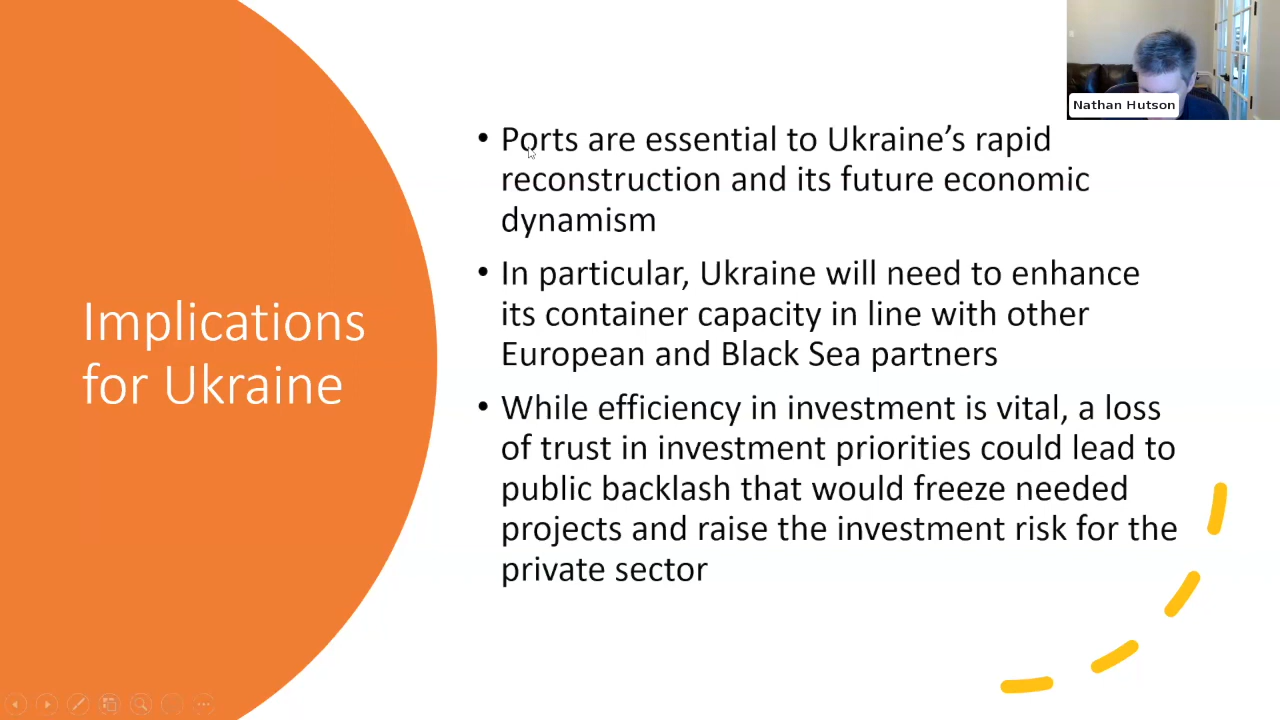 Nathan Hutson
Implications
for Ukraine
• Ports are essential to Ukraine’s rapid
reconstruction and its future economic
dynamism
• In particular, Ukraine will need to enhance
its container capacity in line with other
European and Black Sea partners
• While efficiency in investment is vital, a loss
of trust in investment priorities could lead to
public backlash that would freeze needed
projects and raise the investment risk for the
private sector